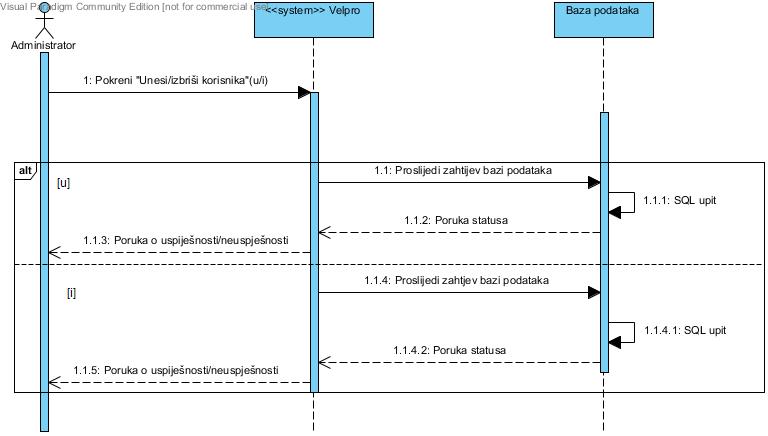 Visual Paradigm Community Edition [not for commercial use]
<<system>> Velpro
Baza podataka
Administrator
1: Pokreni "Unesi/izbriši korisnika"(u/i)
alt
[u]
1.1: Proslijedi zahtijev bazi podataka
1.1.1: SQL upit
1.1.2: Poruka statusa
1.1.3: Poruka o uspiješnosti/neuspješnosti
[i]
1.1.4: Proslijedi zahtjev bazi podataka
1.1.4.1: SQL upit
1.1.4.2: Poruka statusa
1.1.5: Poruka o uspiješnosti/neuspješnosti